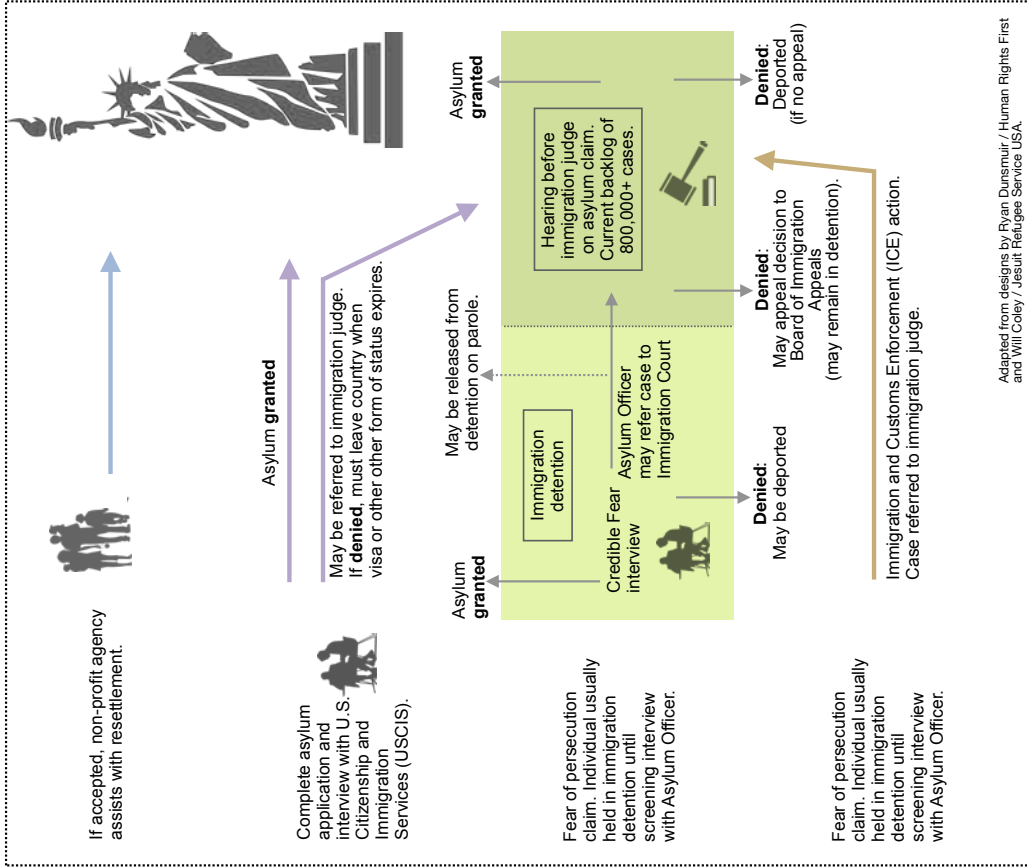 If accepted, non-profit agency
assists with resettlement.
Complete asylum
application and
interview with U.S.
Citizenship and
Immigration
Services (USCIS).
Asylum granted
May be referred to immigration judge.
If denied, must leave country when
visa or other other form of status expires.
Fear of persecution
claim. Individual usually
held in immigration
detention until
screening interview
with Asylum Officer.
Asylum
granted
May be released from
detention on parole.
Asylum
granted
Immigration
detention
Credible Fear
interview
Asylum Officer
may refer case to
Immigration Court
Hearing before
immigration judge
on asylum claim.
Current backlog of
800,000+ cases.
Denied:
May be deported
Denied:
May appeal decision to
Board of Immigration
Appeals
(may remain in detention).
Denied:
Deported
(if no appeal)
Fear of persecution
claim. Individual usually
held in immigration
detention until
screening interview
with Asylum Officer.
Immigration and Customs Enforcement (ICE) action.
Case referred to immigration judge.
Adapted from designs by Ryan Dunsmuir / Human Rights First
and Will Coley / Jesuit Refugee Service USA.